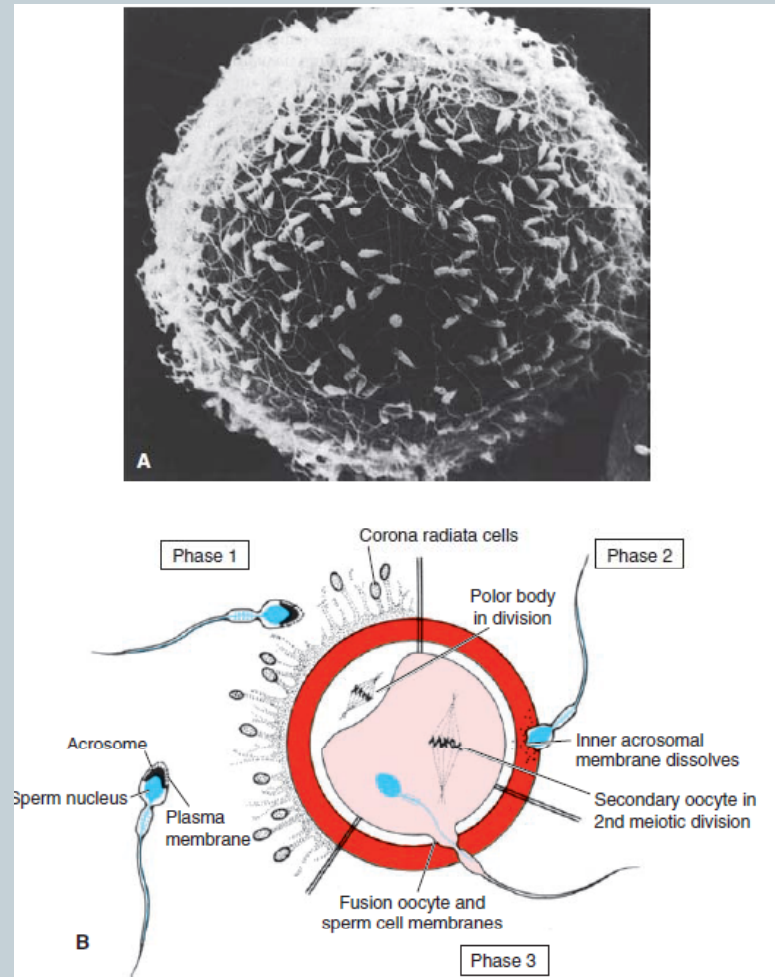 A
Phase 1
Corona radiata cells
Phase 2
Polor body
in division
Acrosome
Sperm nucleus
Plasma
membrane
Inner acrosomal
membrane dissolves
Secondary oocyte in
2nd meiotic division
Fusion oocyte and
sperm cell membranes
B
Phase 3